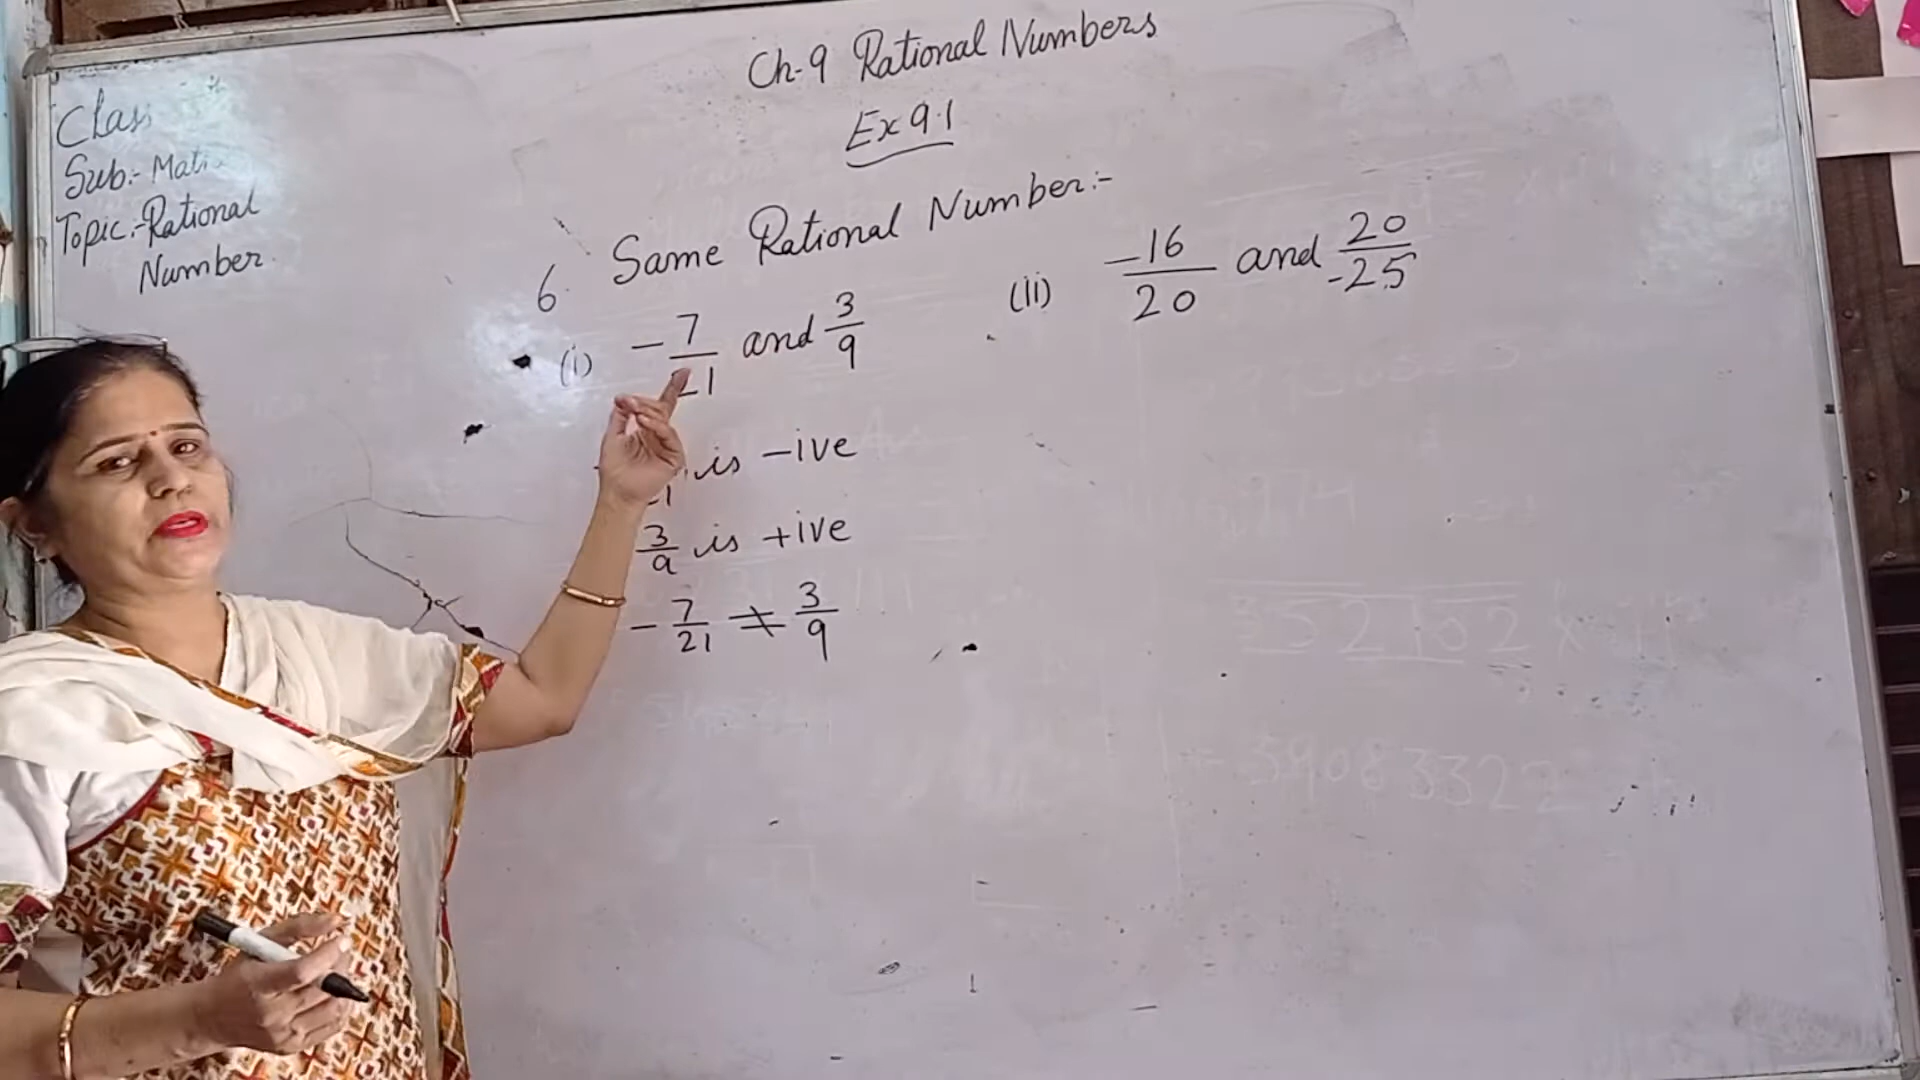 Ch-9 Rational Numbers
Ex 9.1
Class
Sub:- Mat
Topic:- Rational
Number
6. Same Rational Number:-
(i) -7/21 and 3/9
(ii) -16/20 and 20/-25
is -ive
3/9 is +ive
-7/21 ≠ 3/9